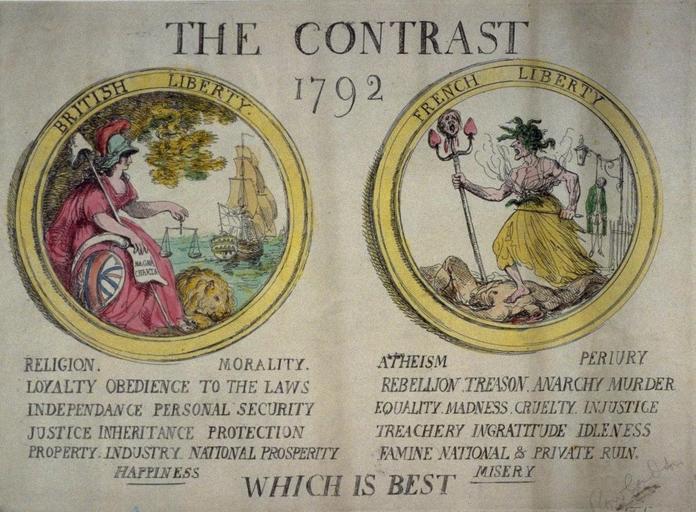 THE CONTRAST
1792
BRITISH LIBERTY.
FRENCH LIBERTY
MAGNA
CHARTA
RELIGION. MORALITY.
LOYALTY OBEDIENCE TO THE LAWS
INDEPENDANCE PERSONAL SECURITY
JUSTICE INHERITANCE PROTECTION
PROPERTY. INDUSTRY. NATIONAL PROSPERITY
HAPPINESS
ATHEISM PERJURY
REBELLION. TREASON. ANARCHY MURDER
EQUALITY. MADNESS. CRUELTY. INJUSTICE
TREACHERY INGRATITUDE IDLENESS
FAMINE NATIONAL & PRIVATE RUIN.
MISERY
WHICH IS BEST